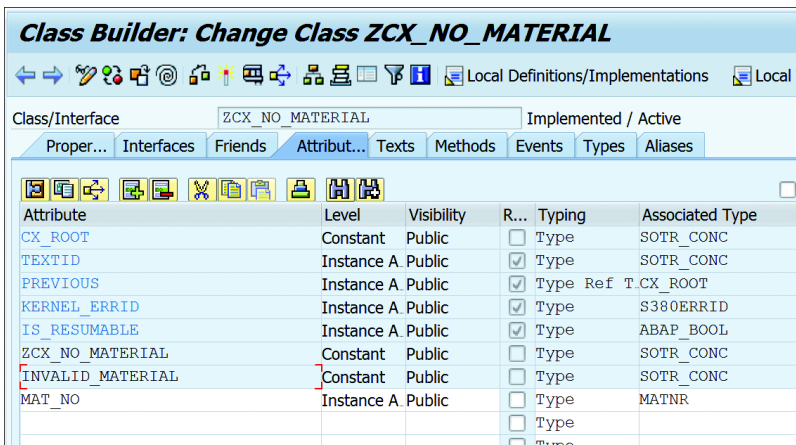 Class Builder: Change Class ZCX_NO_MATERIAL
Local Definitions/Implementations Local
Class/Interface ZCX_NO_MATERIAL Implemented / Active
Proper... Interfaces Friends Attribut... Texts Methods Events Types Aliases
Attribute Level Visibility R... Typing Associated Type
CX_ROOT Constant Public Type SOTR_CONC
TEXTID Instance A.. Public Type SOTR_CONC
PREVIOUS Instance A.. Public Type Ref T.. CX_ROOT
KERNEL_ERRID Instance A.. Public Type S380ERRID
IS_RESUMABLE Instance A.. Public Type ABAP_BOOL
ZCX_NO_MATERIAL Constant Public Type SOTR_CONC
INVALID_MATERIAL Constant Public Type SOTR_CONC
MAT_NO Instance A.. Public Type MATNR
Type